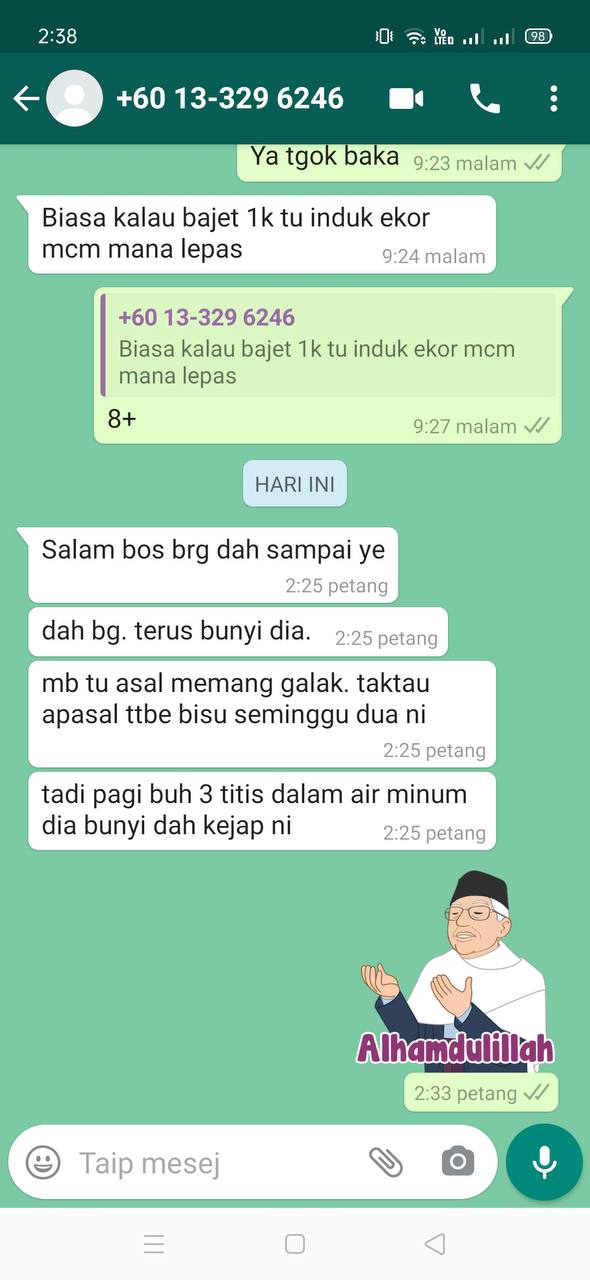 2:38
Vo
LTE
98
+60 13-329 6246
Ya tgok baka
9:23 malam
Biasa kalau bajet 1k tu induk ekor
mcm mana lepas
9:24 malam
+60 13-329 6246
Biasa kalau bajet 1k tu induk ekor mcm
mana lepas
8+
9:27 malam
HARI INI
Salam bos brg dah sampai ye
2:25 petang
dah bg. terus bunyi dia.
2:25 petang
mb tu asal memang galak. taktau
apasal ttbe bisu seminggu dua ni
2:25 petang
tadi pagi buh 3 titis dalam air minum
dia bunyi dah kejap ni
2:25 petang
Alhamdulillah
2:33 petang
Taip mesej